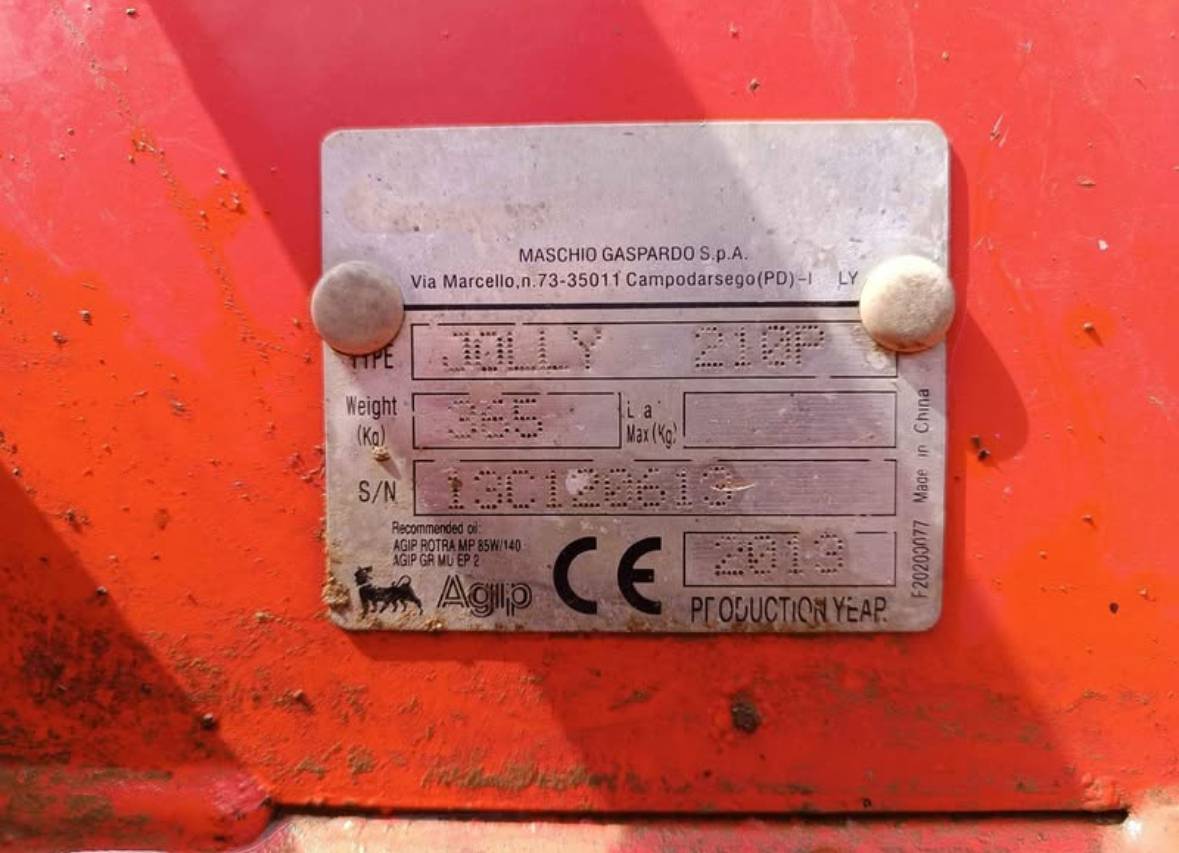 MASCHIO GASPARDO S.p.A.
Via Marcello,n.73-35011 Campodarsego(PD)-I LY
TYPE JOLLY 210P
Weight (Kg) 365
Max (Kg)
S/N
Recommended oil:
AGIP ROTRA MP 85W/140
AGIP GR MU EP 2
Agip
CE
2013
PRODUCTION YEAR
F20200077 Made in China